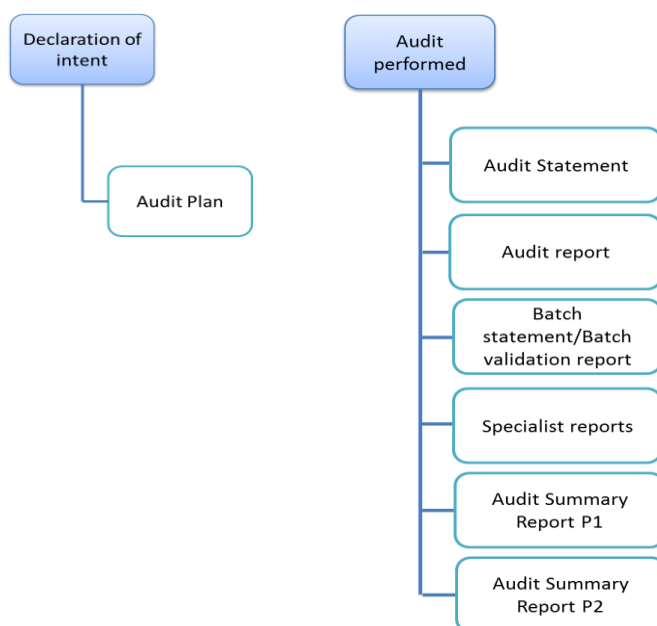 Declaration of
intent
Audit Plan
Audit
performed
Audit Statement
Audit report
Batch
statement/Batch
validation report
Specialist reports
Audit Summary
Report P1
Audit Summary
Report P2